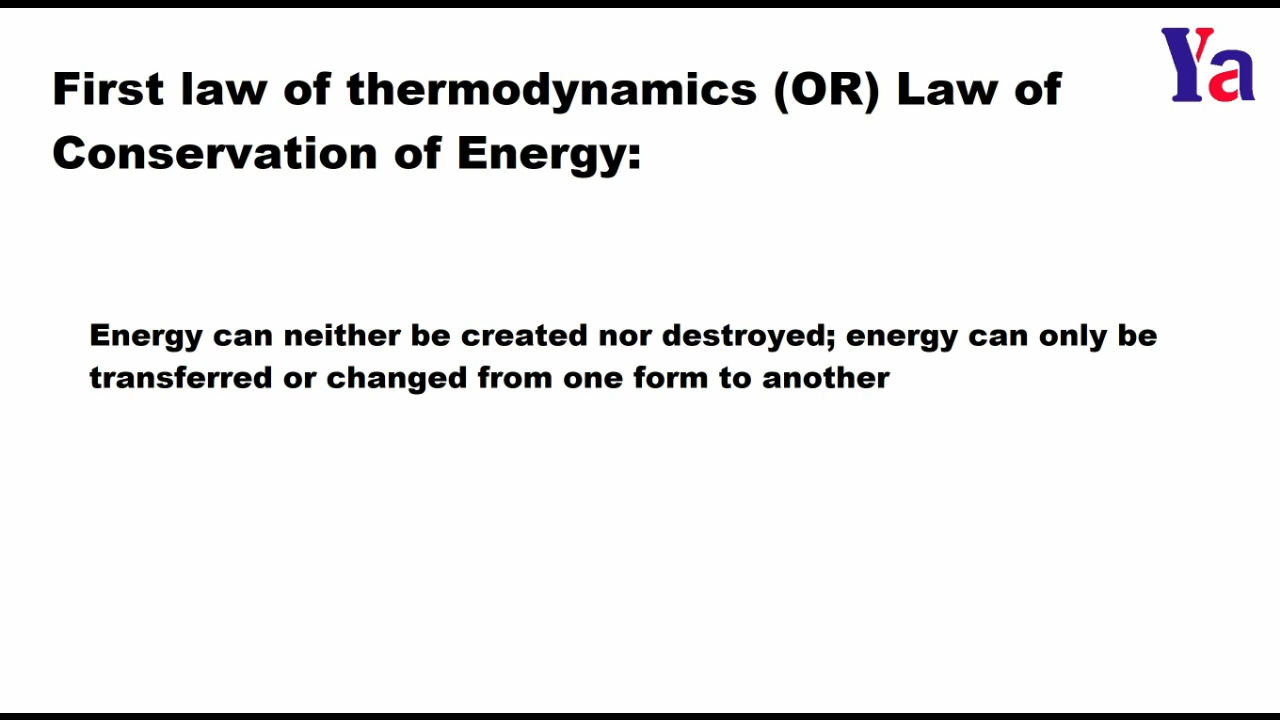 Ya
First law of thermodynamics (OR) Law of
Conservation of Energy:
Energy can neither be created nor destroyed; energy can only be
transferred or changed from one form to another